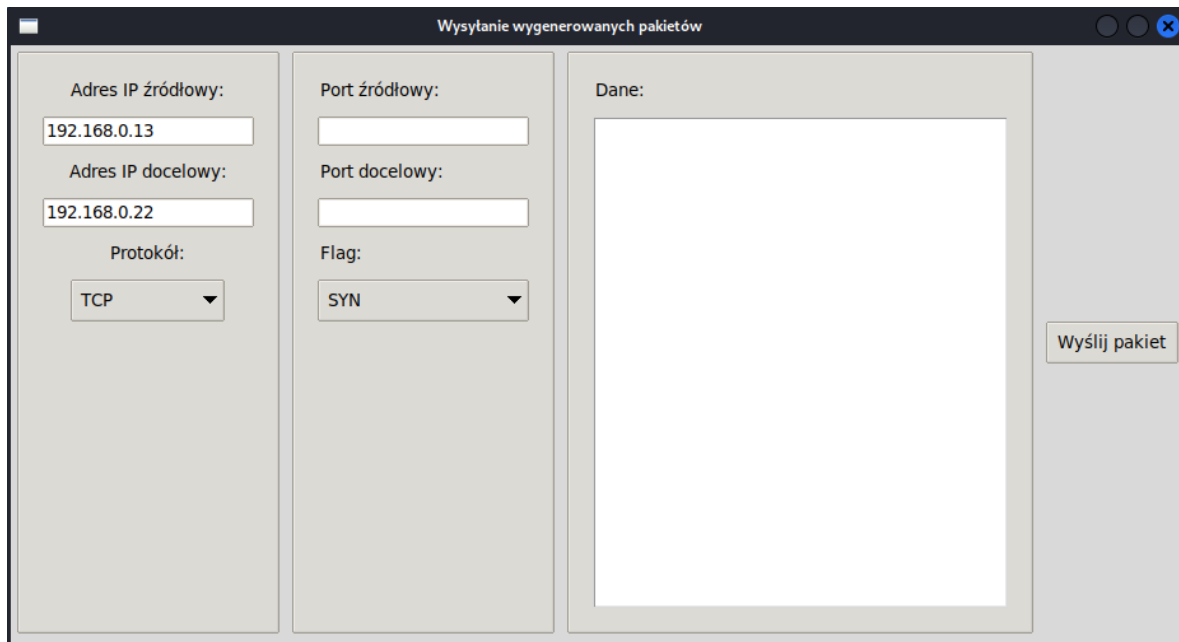 Wysyłanie wygenerowanych pakietów
Adres IP źródłowy:
192.168.0.13
Adres IP docelowy:
192.168.0.22
Protokół:
TCP
Port źródłowy:
Port docelowy:
Flag:
SYN
Dane:
Wyślij pakiet